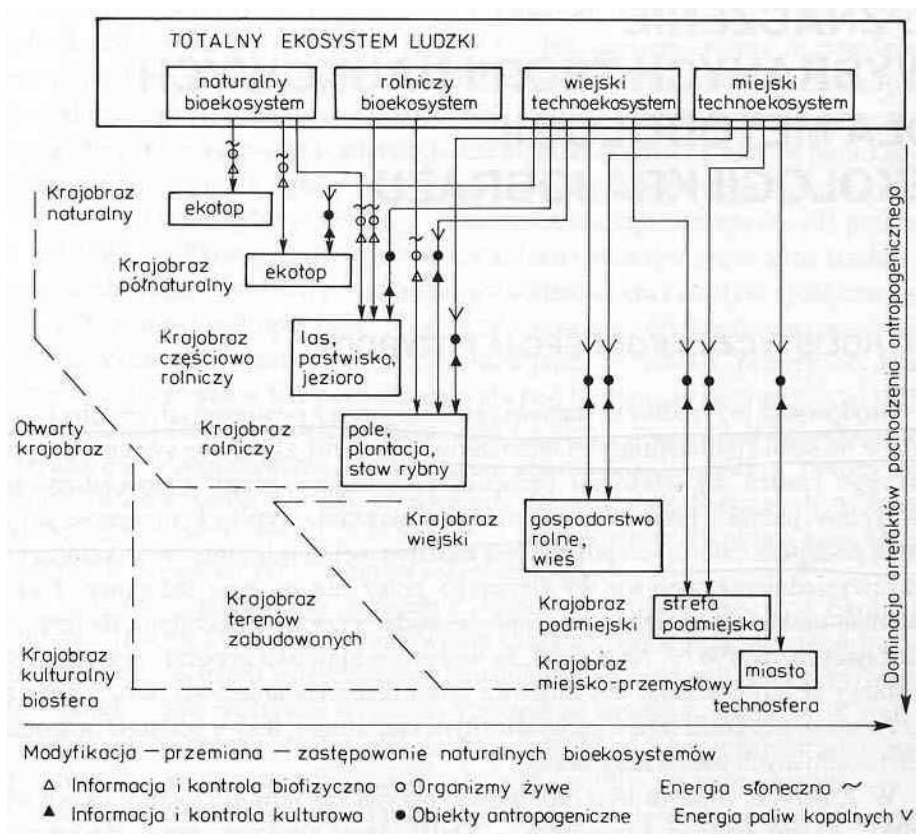 TOTALNY EKOSYSTEM LUDZKI
naturalny
bioekosystem
rolniczy
bioekosystem
wiejski
technoekosystem
miejski
technoekosystem
Krajobraz
naturalny
ekotop
Krajobraz
półnaturalny
ekotop
Krajobraz
częściowo
rolniczy
las,
pastwisko,
jezioro
Otwarty
krajobraz
Krajobraz
rolniczy
pole,
plantacja,
staw rybny
Krajobraz
wiejski
gospodarstwo
rolne,
wieś
Krajobraz
terenów
zabudowanych
Krajobraz
podmiejski
strefa
podmiejska
Krajobraz
kulturalny
biosfera
Krajobraz
miejsko-przemysłowy
miasto
technosfera
Dominacja artefaktów pochodzenia antropogenicznego
Modyfikacja — przemiana — zastępowanie naturalnych bioekosystemów
△ Informacja i kontrola biofizyczna ○ Organizmy żywe Energia słoneczna ~
▲ Informacja i kontrola kulturowa ● Obiekty antropogeniczne Energia paliw kopalnych V